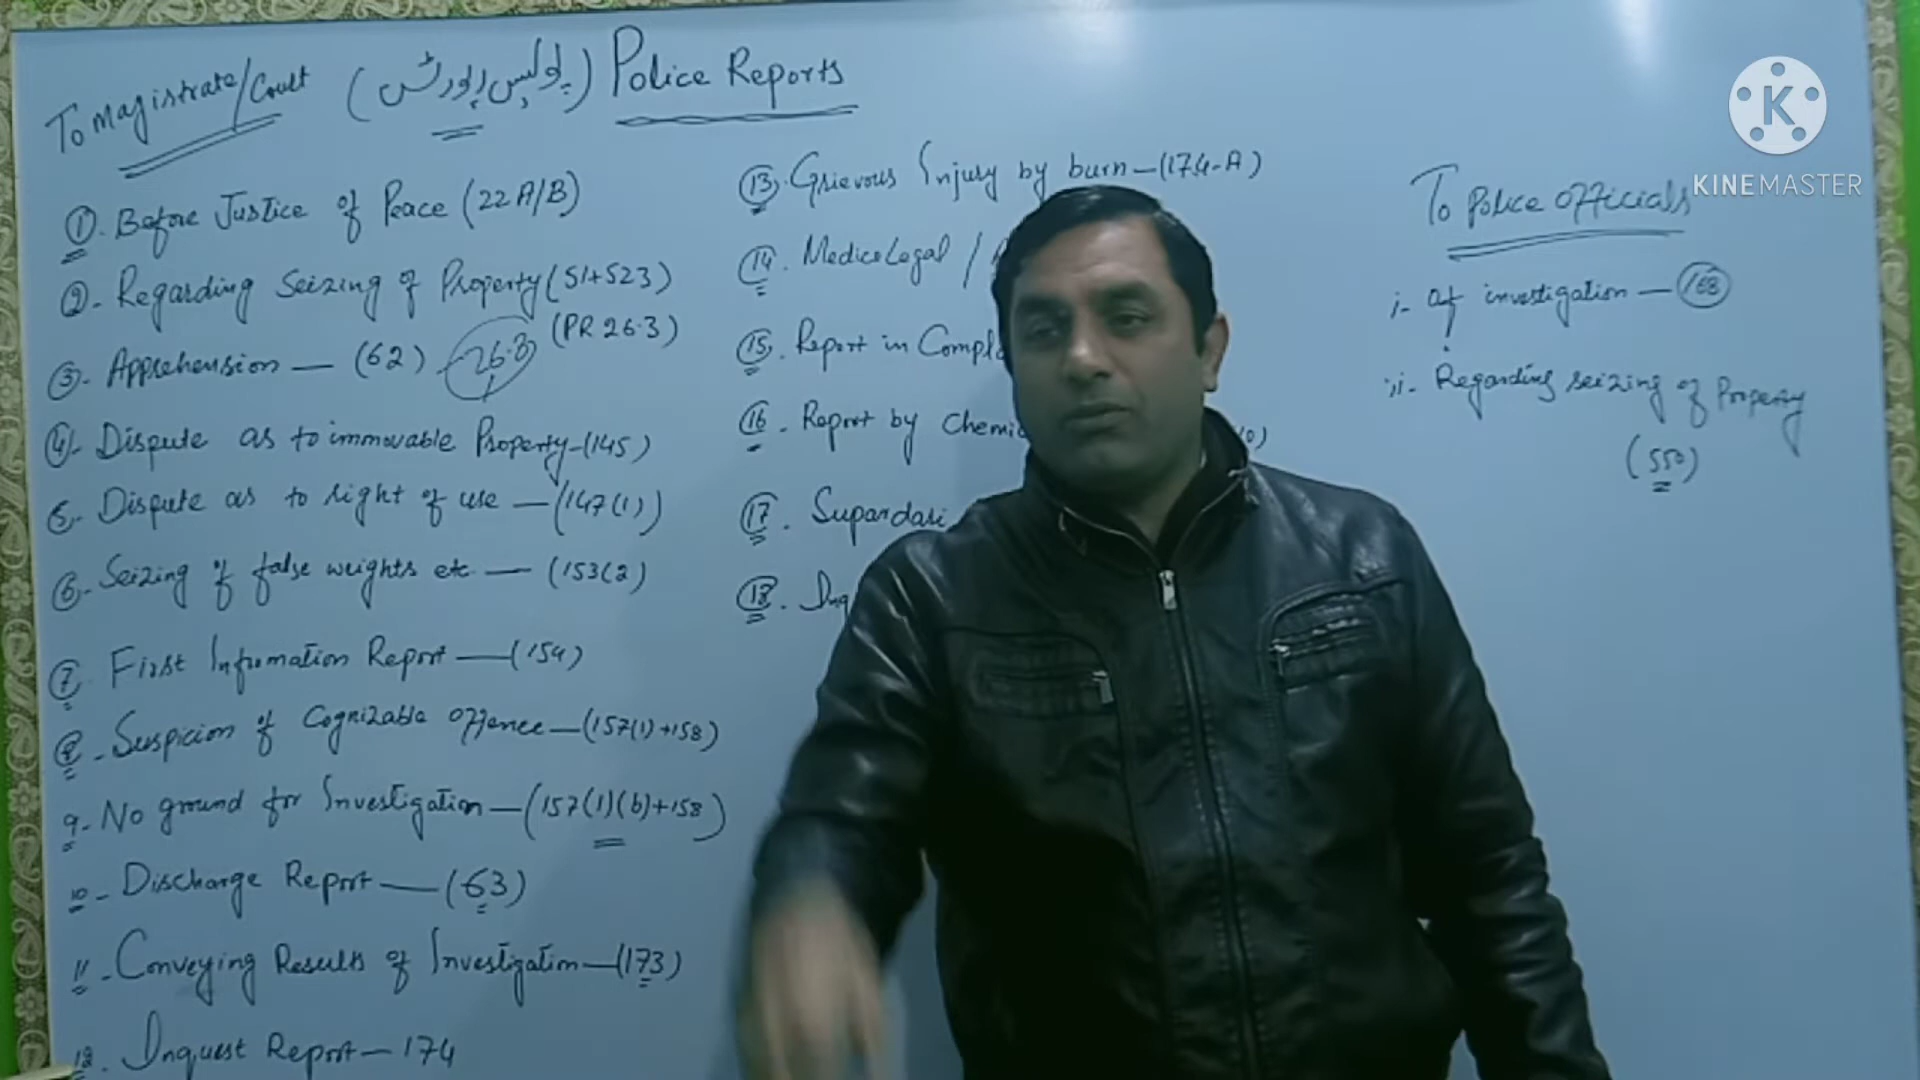 To Magistrate/Court (پولیس رپورٹس) Police Reports
1. Before Justice of Peace (22 A/B)
2- Regarding Seizing of Property (51+523)
(PR 26.3)
3- Apprehension — (62) - 26.3
4- Dispute as to immovable Property-(145)
5- Dispute as to right of use — (147(1))
6- Seizing of false weights etc — (153(2)
7. First Information Report — (154)
8- Suspicion of Cognizable Offence — (157(1)+158)
9- No ground for Investigation — (157(1)(b)+158)
10- Discharge Report — (63)
11- Conveying Results of Investigation — (173)
12. Inquest Report — 174
13. Grievous Injury by burn — (174-A)
14. MedicoLegal /
15. Report in
16. Report by
17. Supardari
18.
To Police Officials
i- of investigation — 168
ii- Regarding seizing of Property
(550)
KINEMASTER